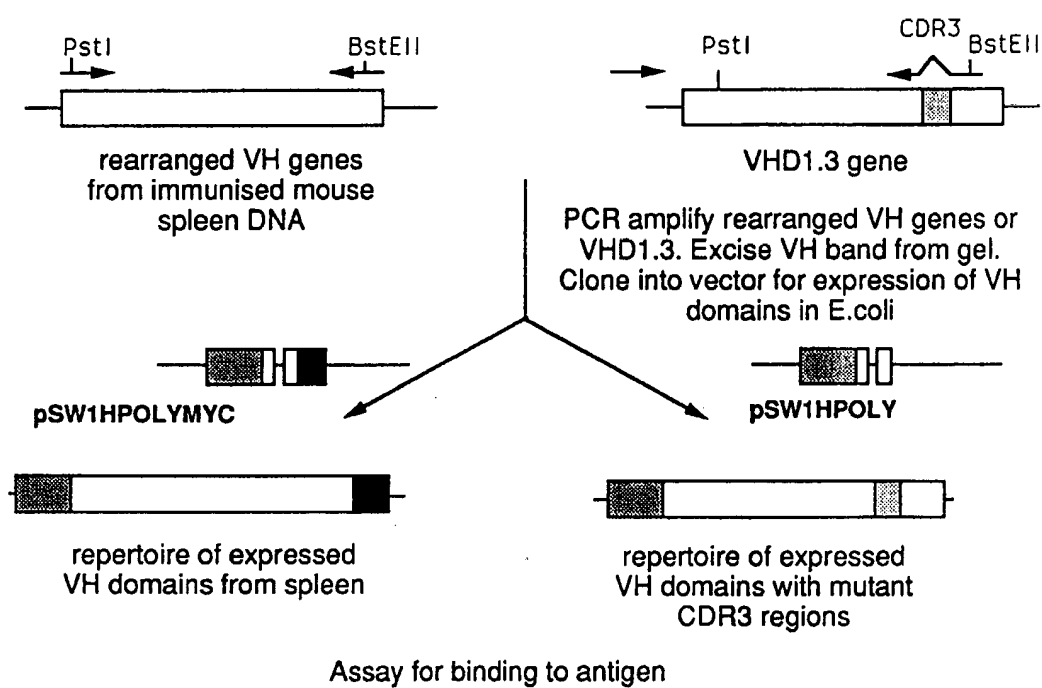 PstI
BstEII
rearranged VH genes
from immunised mouse
spleen DNA
PstI
CDR3
BstEII
VHD1.3 gene
PCR amplify rearranged VH genes or
VHD1.3. Excise VH band from gel.
Clone into vector for expression of VH
domains in E.coli
pSW1HPOLYMYC
pSW1HPOLY
repertoire of expressed
VH domains from spleen
repertoire of expressed
VH domains with mutant
CDR3 regions
Assay for binding to antigen